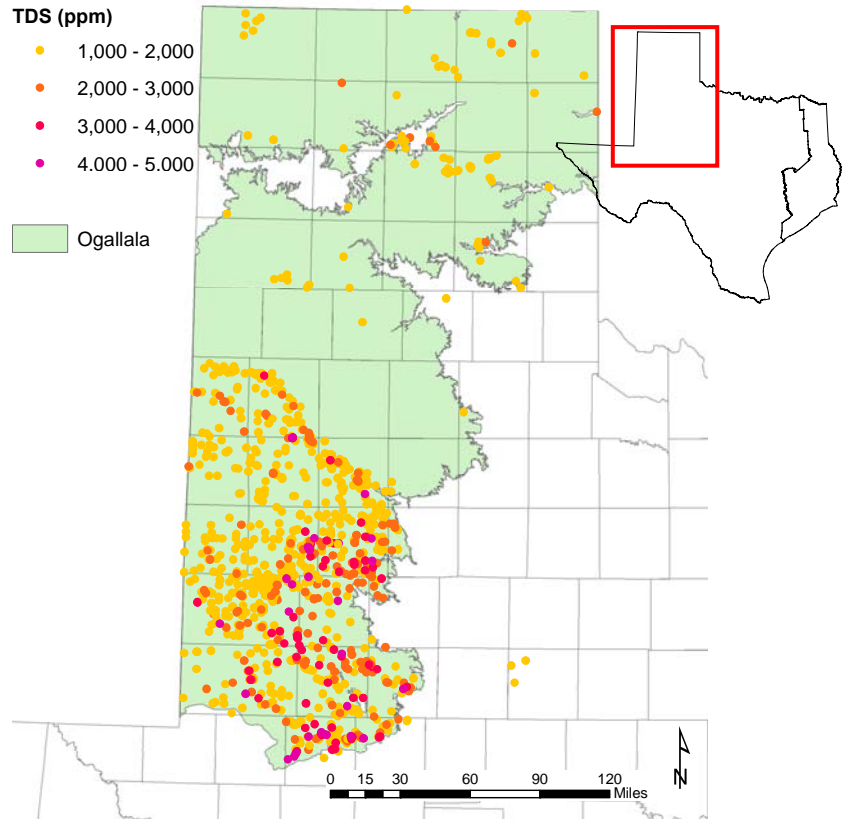 TDS (ppm)
1,000 - 2,000
2,000 - 3,000
3,000 - 4,000
4.000 - 5.000
Ogallala
N
0 15 30 60 90 120
Miles